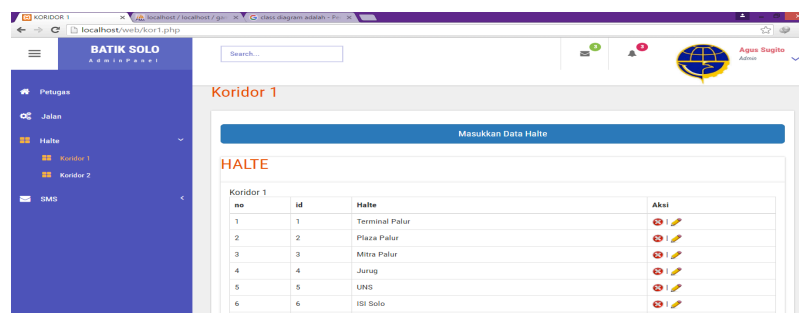 KORIDOR 1
localhost / localhost / ga
G class diagram adalah - Pe
localhost/web/kor1.php
BATIK SOLO
AdminPanel
Search...
Agus Sugito
Admin
Petugas
Jalan
Halte
Koridor 1
Koridor 2
SMS
Koridor 1
Masukkan Data Halte
HALTE
Koridor 1
no id Halte Aksi
1 1 Terminal Palur |
2 2 Plaza Palur |
3 3 Mitra Palur |
4 4 Jurug |
5 5 UNS |
6 6 ISI Solo |